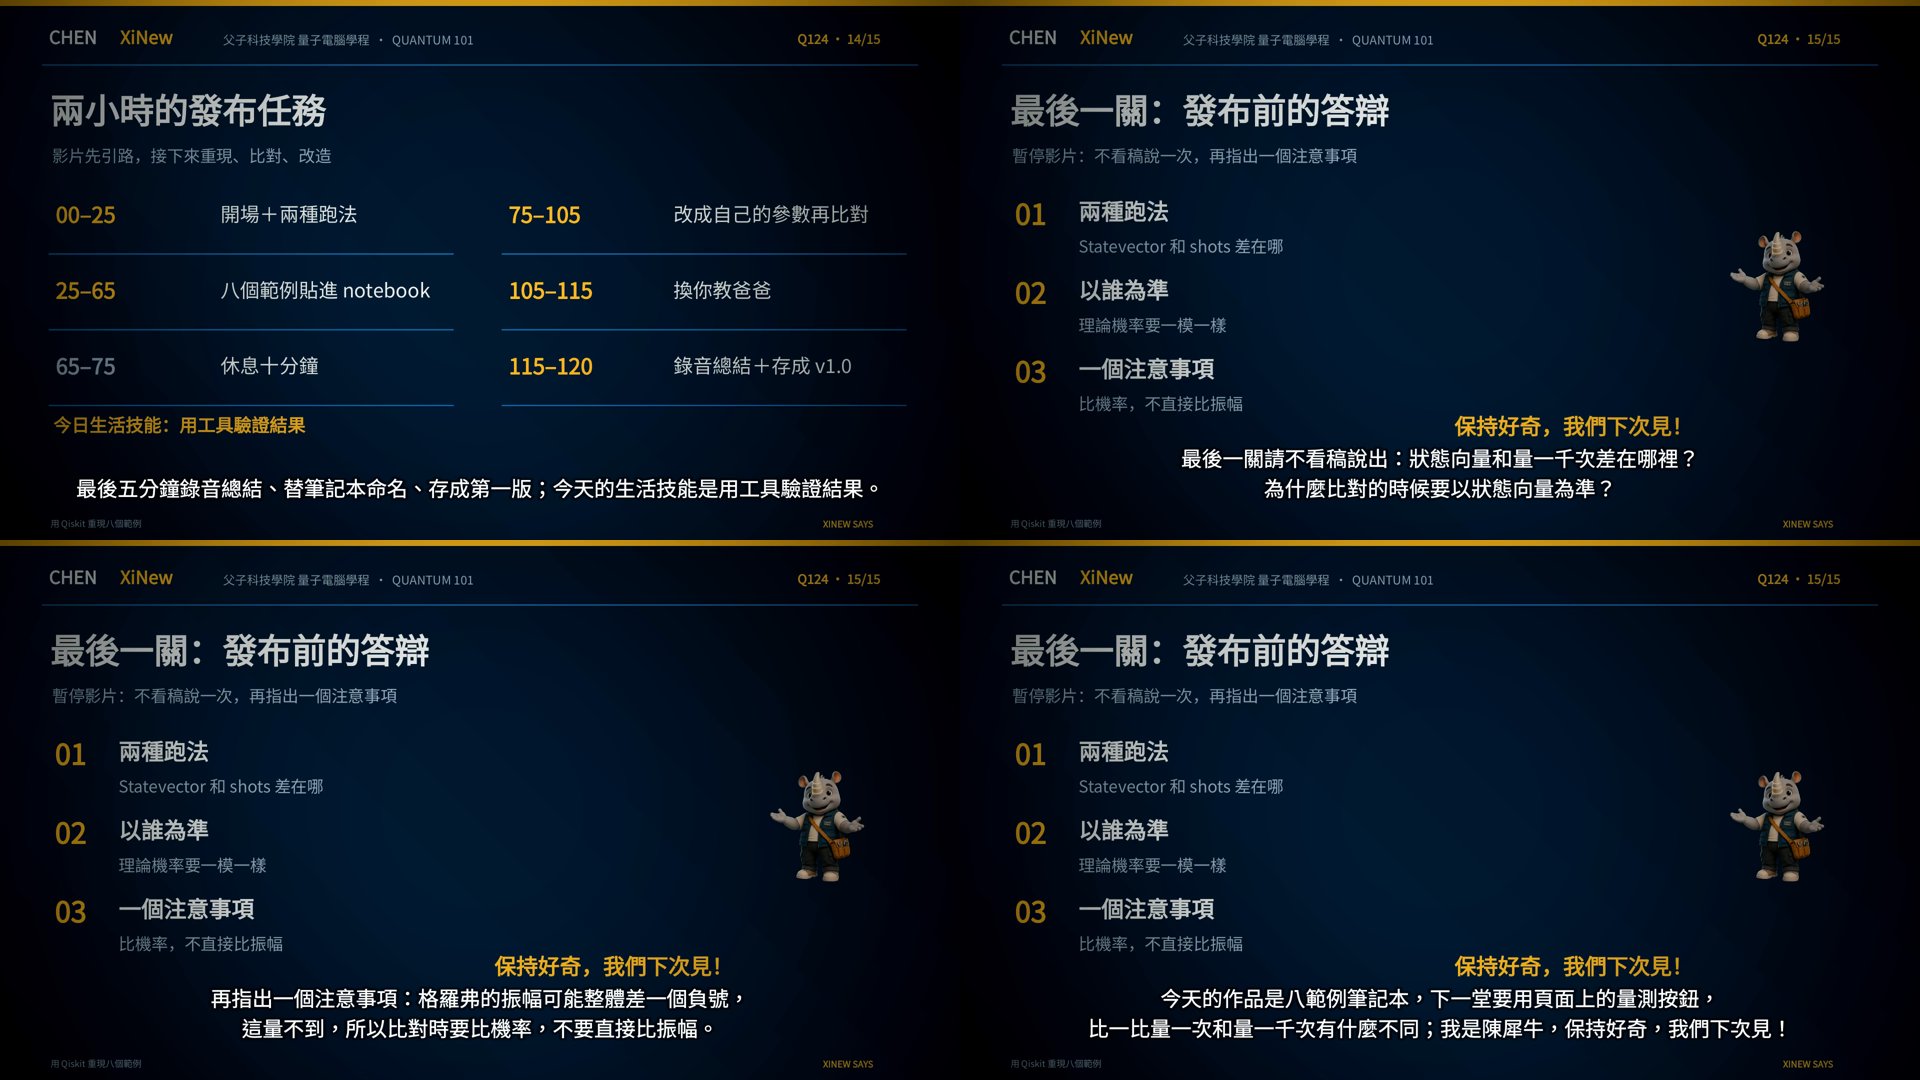 CHEN XiNew 父子科技學院 量子電腦學程 · QUANTUM 101 Q124 · 14/15
兩小時的發布任務
影片先引路，接下來重現、比對、改造
00–25 開場＋兩種跑法
25–65 八個範例貼進 notebook
65–75 休息十分鐘
75–105 改成自己的參數再比對
105–115 換你教爸爸
115–120 錄音總結＋存成 v1.0
今日生活技能：用工具驗證結果
最後五分鐘錄音總結、替筆記本命名、存成第一版；今天的生活技能是用工具驗證結果。
用 Qiskit 重現八個範例 XINEW SAYS
CHEN XiNew 父子科技學院 量子電腦學程 · QUANTUM 101 Q124 · 15/15
最後一關：發布前的答辯
暫停影片：不看稿說一次，再指出一個注意事項
01 兩種跑法
Statevector 和 shots 差在哪
02 以誰為準
理論機率要一模一樣
03 一個注意事項
比機率，不直接比振幅
保持好奇，我們下次見！
最後一關請不看稿說出：狀態向量和量一千次差在哪裡？
為什麼比對的時候要以狀態向量為準？
用 Qiskit 重現八個範例 XINEW SAYS
CHEN XiNew 父子科技學院 量子電腦學程 · QUANTUM 101 Q124 · 15/15
最後一關：發布前的答辯
暫停影片：不看稿說一次，再指出一個注意事項
01 兩種跑法
Statevector 和 shots 差在哪
02 以誰為準
理論機率要一模一樣
03 一個注意事項
比機率，不直接比振幅
保持好奇，我們下次見！
再指出一個注意事項：格羅弗的振幅可能整體差一個負號，
這量不到，所以比對時要比機率，不要直接比振幅。
用 Qiskit 重現八個範例 XINEW SAYS
CHEN XiNew 父子科技學院 量子電腦學程 · QUANTUM 101 Q124 · 15/15
最後一關：發布前的答辯
暫停影片：不看稿說一次，再指出一個注意事項
01 兩種跑法
Statevector 和 shots 差在哪
02 以誰為準
理論機率要一模一樣
03 一個注意事項
比機率，不直接比振幅
保持好奇，我們下次見！
今天的作品是八範例筆記本，下一堂要用頁面上的量測按鈕，
比一比量一次和量一千次有什麼不同；我是陳犀牛，保持好奇，我們下次見！
用 Qiskit 重現八個範例 XINEW SAYS